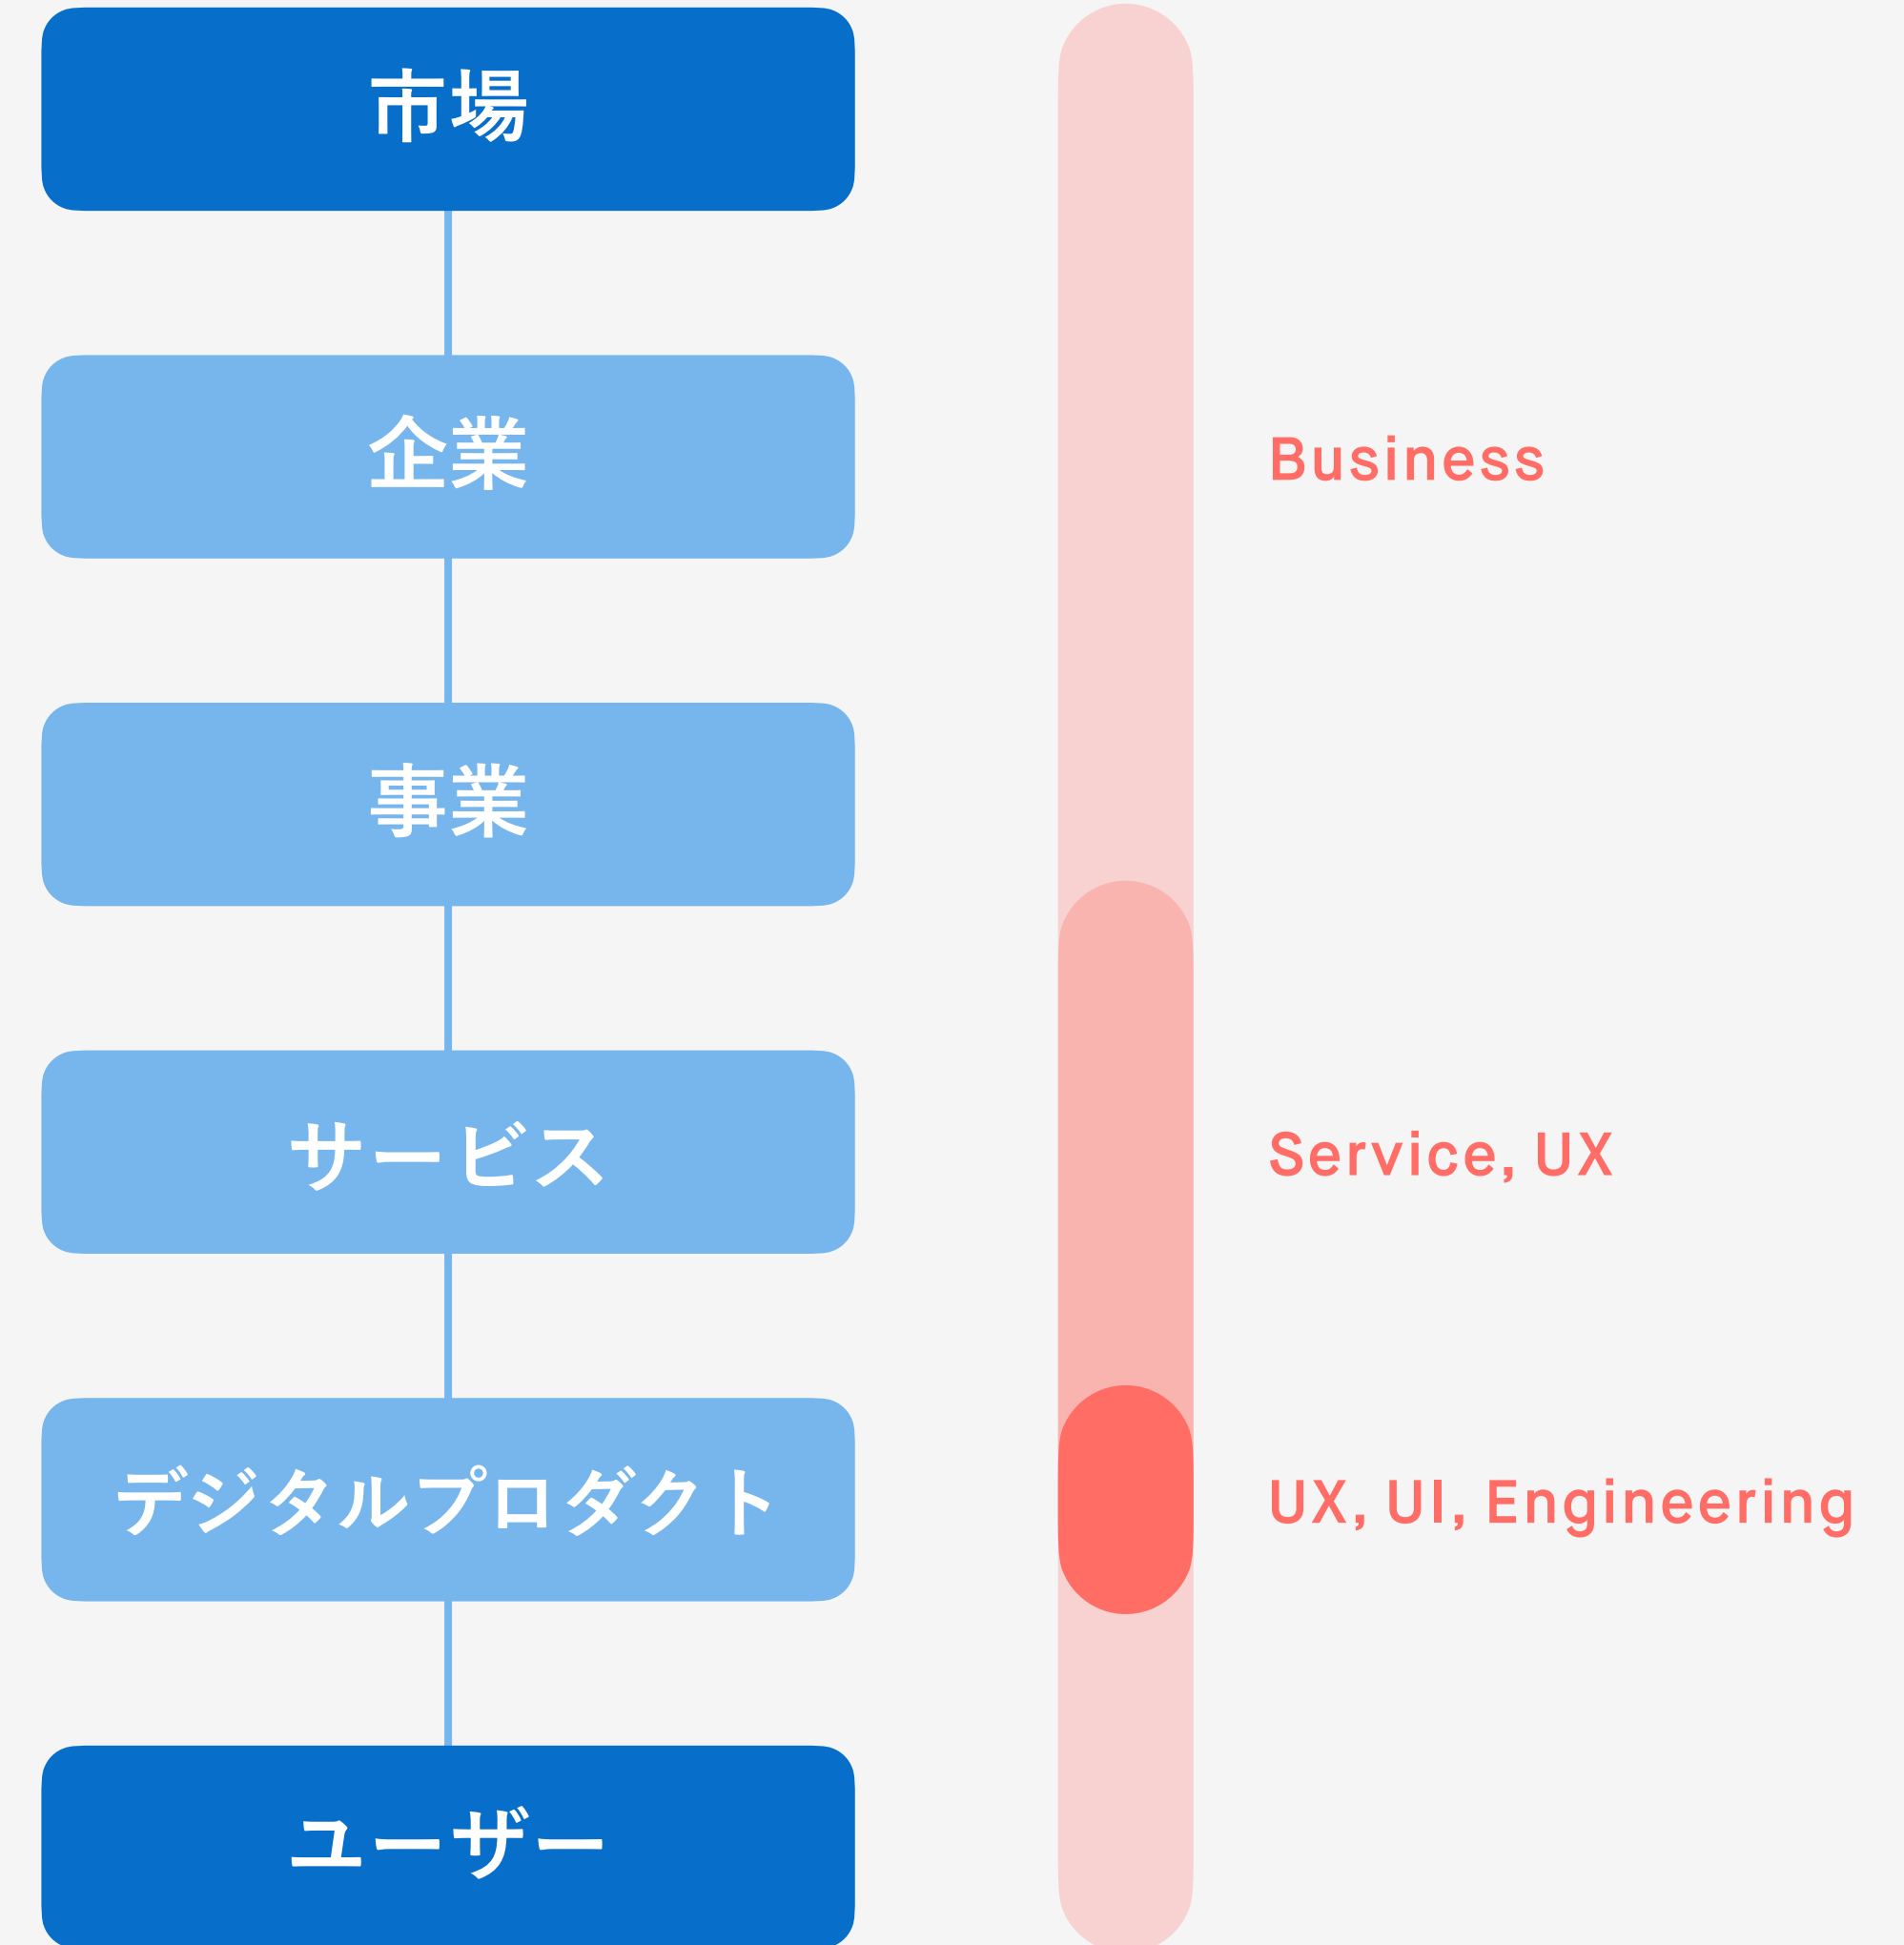 市場
企業
Business
事業
サービス
Service, UX
デジタルプロダクト
UX, UI, Engineering
ユーザー